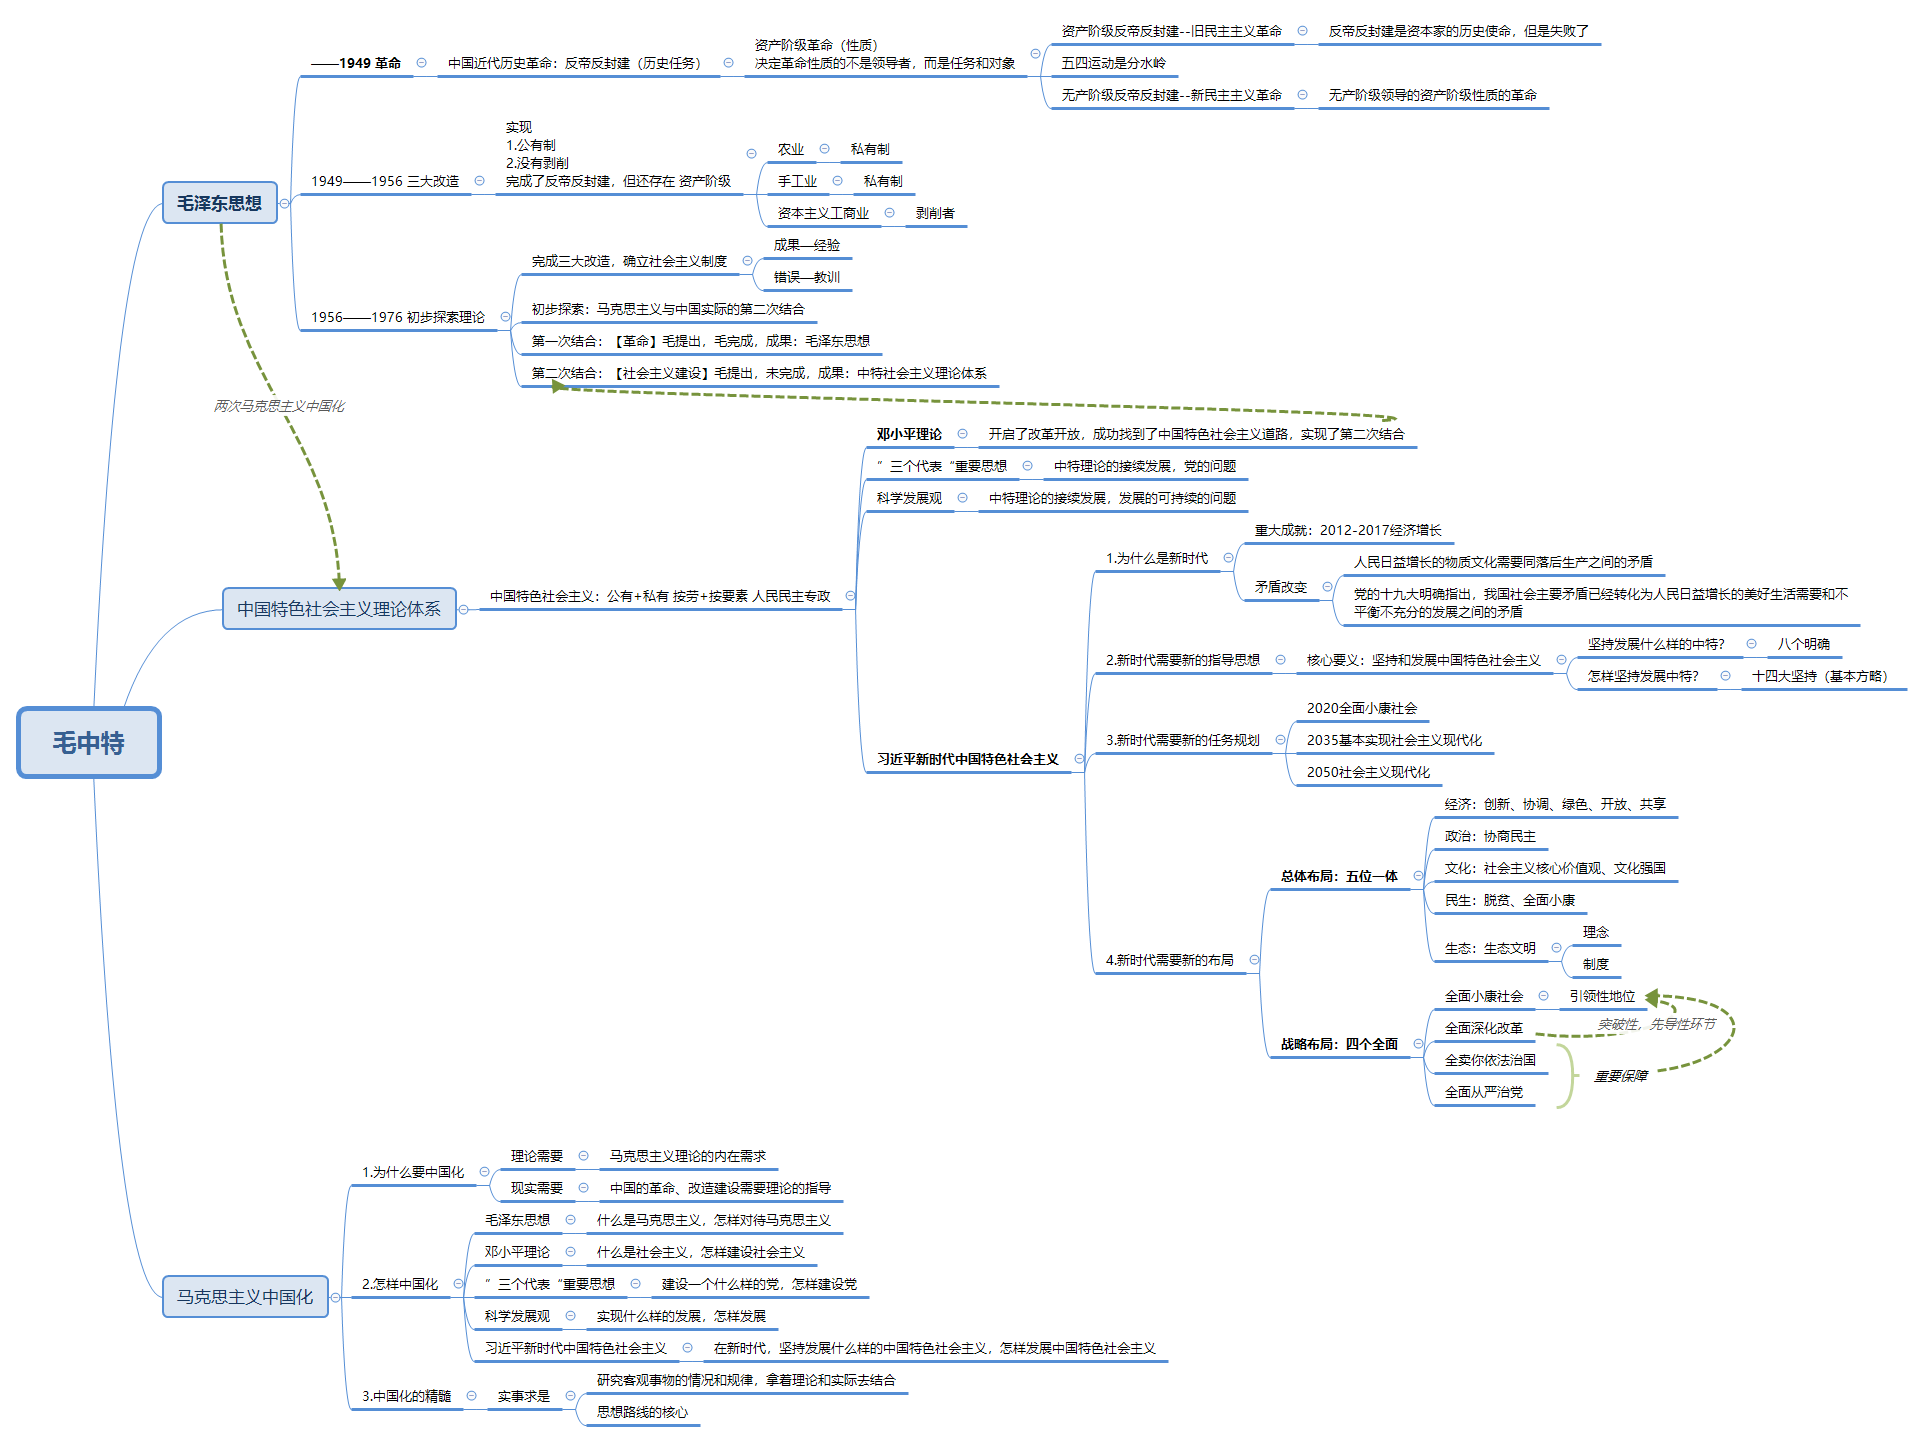 毛中特
毛泽东思想
——1949 革命
中国近代历史革命：反帝反封建（历史任务）
资产阶级革命（性质）
决定革命性质的不是领导者，而是任务和对象
资产阶级反帝反封建--旧民主主义革命
反帝反封建是资本家的历史使命，但是失败了
五四运动是分水岭
无产阶级反帝反封建--新民主主义革命
无产阶级领导的资产阶级性质的革命
1949——1956 三大改造
实现
1.公有制
2.没有剥削
完成了反帝反封建，但还存在 资产阶级
农业
私有制
手工业
私有制
资本主义工商业
剥削者
1956——1976 初步探索理论
完成三大改造，确立社会主义制度
成果—经验
错误—教训
初步探索：马克思主义与中国实际的第二次结合
第一次结合：【革命】毛提出，毛完成，成果：毛泽东思想
第二次结合：【社会主义建设】毛提出，未完成，成果：中特社会主义理论体系
两次马克思主义中国化
中国特色社会主义理论体系
中国特色社会主义：公有+私有 按劳+按要素 人民民主专政
邓小平理论
开启了改革开放，成功找到了中国特色社会主义道路，实现了第二次结合
”三个代表“重要思想
中特理论的接续发展，党的问题
科学发展观
中特理论的接续发展，发展的可持续的问题
习近平新时代中国特色社会主义
1.为什么是新时代
重大成就：2012-2017经济增长
矛盾改变
人民日益增长的物质文化需要同落后生产之间的矛盾
党的十九大明确指出，我国社会主要矛盾已经转化为人民日益增长的美好生活需要和不
平衡不充分的发展之间的矛盾
2.新时代需要新的指导思想
核心要义：坚持和发展中国特色社会主义
坚持发展什么样的中特？
八个明确
怎样坚持发展中特？
十四大坚持（基本方略）
3.新时代需要新的任务规划
2020全面小康社会
2035基本实现社会主义现代化
2050社会主义现代化
4.新时代需要新的布局
总体布局：五位一体
经济：创新、协调、绿色、开放、共享
政治：协商民主
文化：社会主义核心价值观、文化强国
民生：脱贫、全面小康
生态：生态文明
理念
制度
战略布局：四个全面
全面小康社会
引领性地位
全面深化改革
突破性，先导性环节
全卖你依法治国
全面从严治党
重要保障
马克思主义中国化
1.为什么要中国化
理论需要
马克思主义理论的内在需求
现实需要
中国的革命、改造建设需要理论的指导
2.怎样中国化
毛泽东思想
什么是马克思主义，怎样对待马克思主义
邓小平理论
什么是社会主义，怎样建设社会主义
”三个代表“重要思想
建设一个什么样的党，怎样建设党
科学发展观
实现什么样的发展，怎样发展
习近平新时代中国特色社会主义
在新时代，坚持发展什么样的中国特色社会主义，怎样发展中国特色社会主义
3.中国化的精髓
实事求是
研究客观事物的情况和规律，拿着理论和实际去结合
思想路线的核心